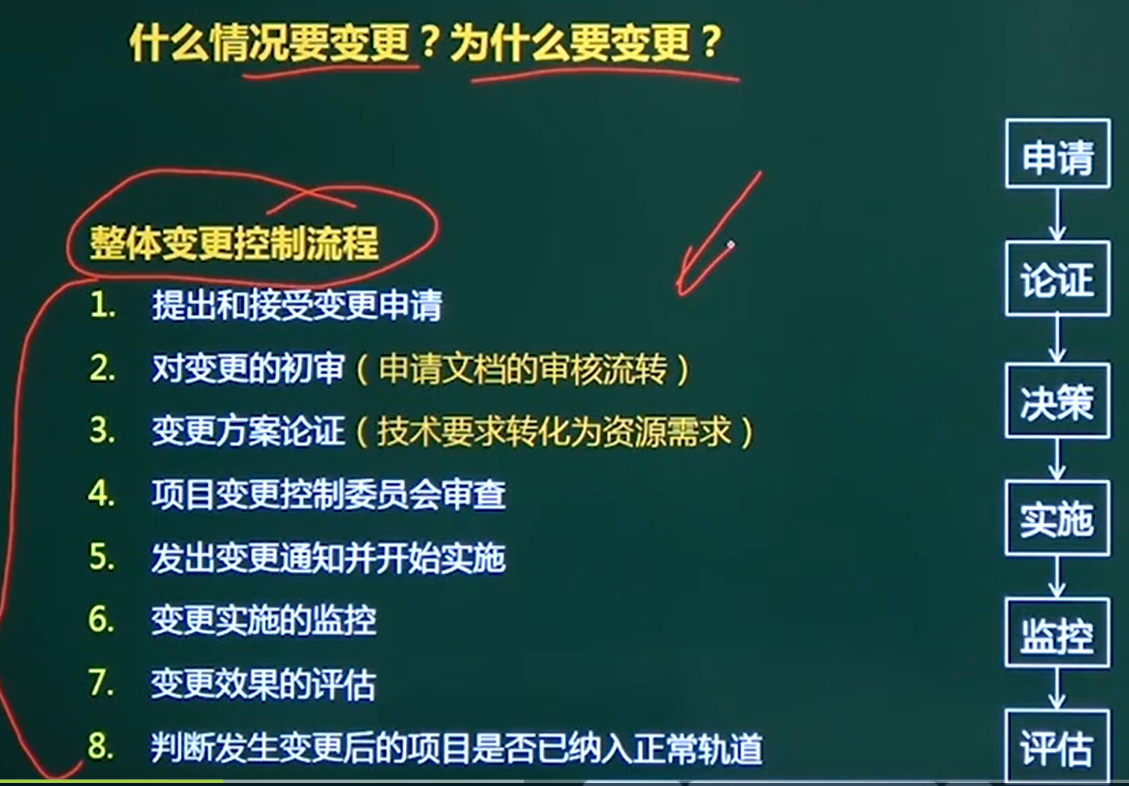 什么情况要变更？为什么要变更？
整体变更控制流程
1. 提出和接受变更申请
2. 对变更的初审（申请文档的审核流转）
3. 变更方案论证（技术要求转化为资源需求）
4. 项目变更控制委员会审查
5. 发出变更通知并开始实施
6. 变更实施的监控
7. 变更效果的评估
8. 判断发生变更后的项目是否已纳入正常轨道
申请
论证
决策
实施
监控
评估